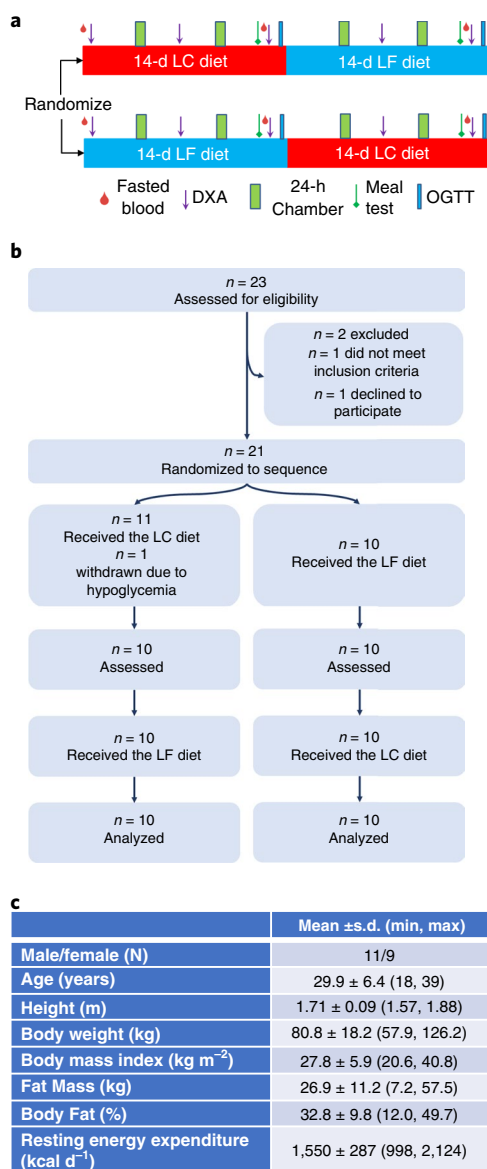 a
14-d LC diet 14-d LF diet
Randomize
14-d LF diet 14-d LC diet
Fasted blood DXA 24-h Chamber Meal test OGTT
b
n = 23
Assessed for eligibility
n = 2 excluded
n = 1 did not meet
inclusion criteria
n = 1 declined to
participate
n = 21
Randomized to sequence
n = 11
Received the LC diet
n = 1
withdrawn due to
hypoglycemia
n = 10
Received the LF diet
n = 10
Assessed
n = 10
Assessed
n = 10
Received the LF diet
n = 10
Received the LC diet
n = 10
Analyzed
n = 10
Analyzed
c
Mean ±s.d. (min, max)
Male/female (N) 11/9
Age (years) 29.9 ± 6.4 (18, 39)
Height (m) 1.71 ± 0.09 (1.57, 1.88)
Body weight (kg) 80.8 ± 18.2 (57.9, 126.2)
Body mass index (kg m⁻²) 27.8 ± 5.9 (20.6, 40.8)
Fat Mass (kg) 26.9 ± 11.2 (7.2, 57.5)
Body Fat (%) 32.8 ± 9.8 (12.0, 49.7)
Resting energy expenditure
(kcal d⁻¹) 1,550 ± 287 (998, 2,124)